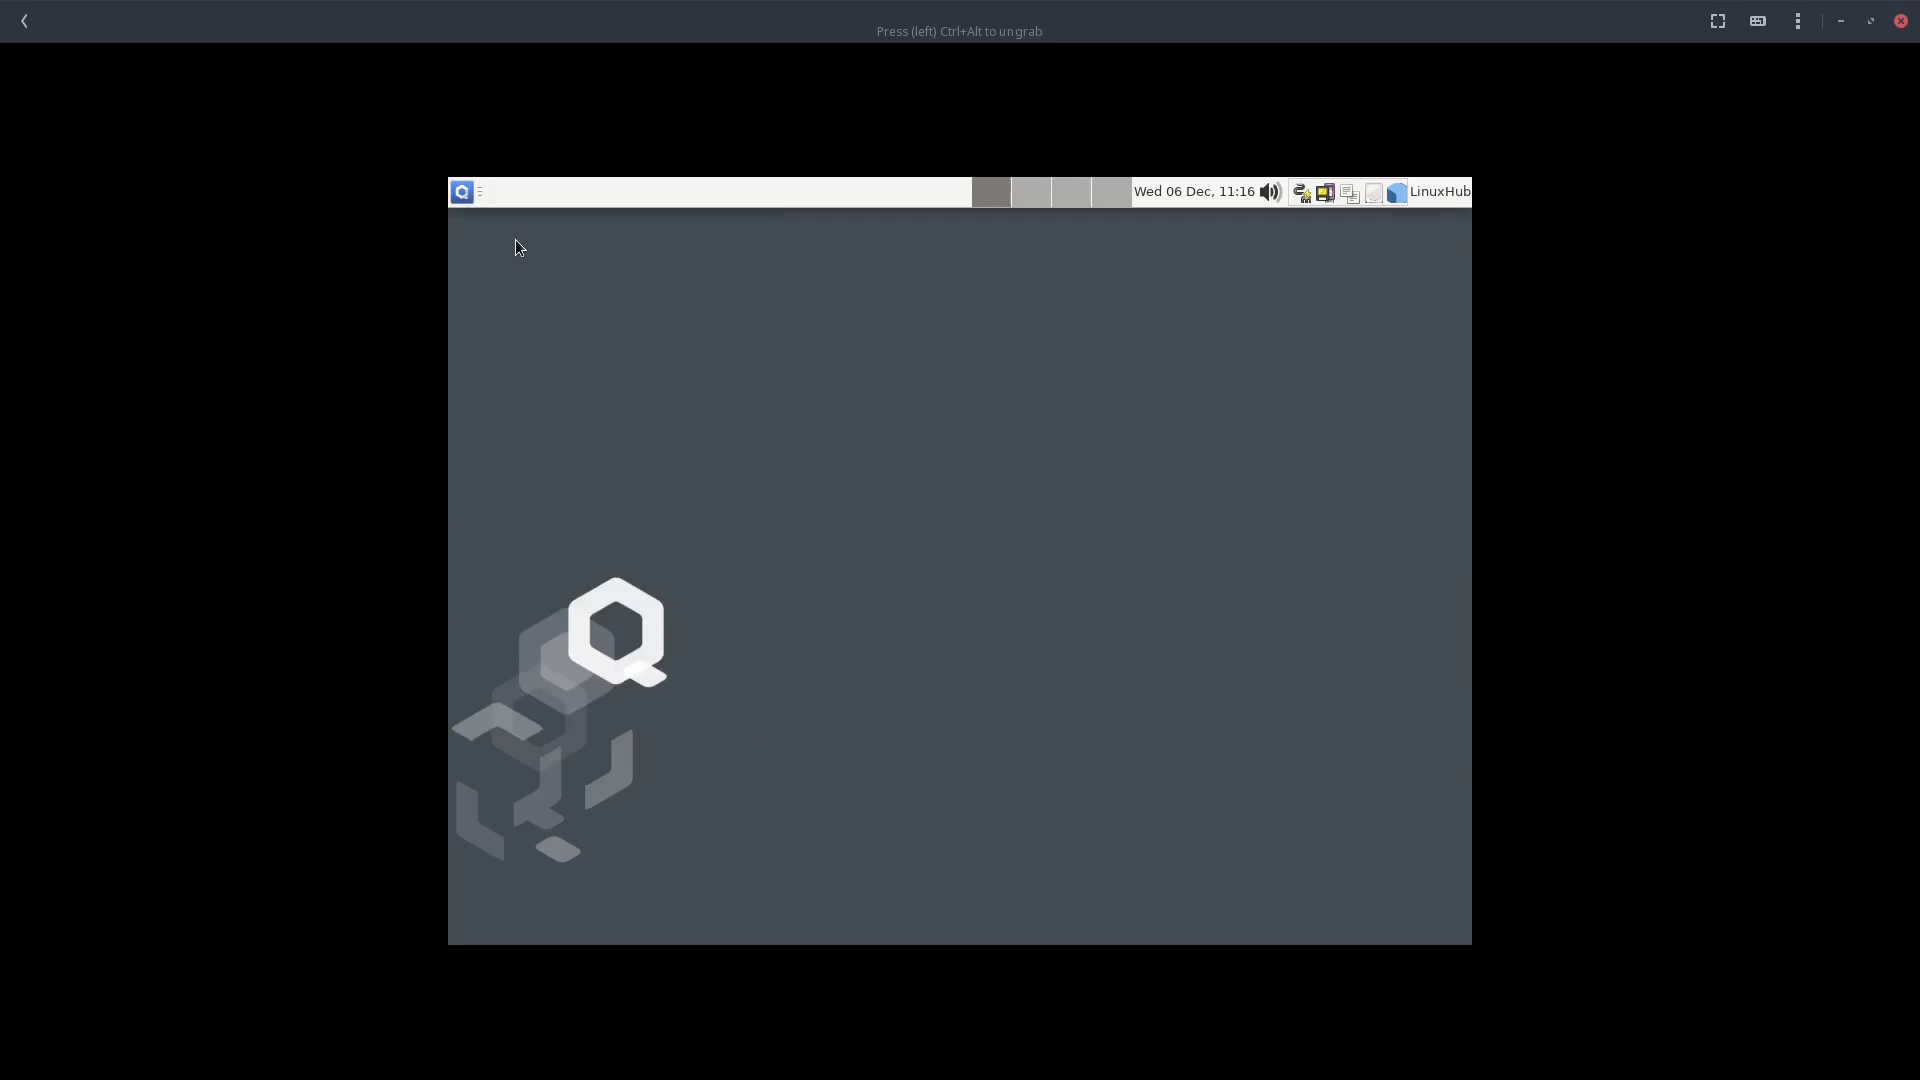 Press (left) Ctrl+Alt to ungrab
Wed 06 Dec, 11:16 LinuxHub